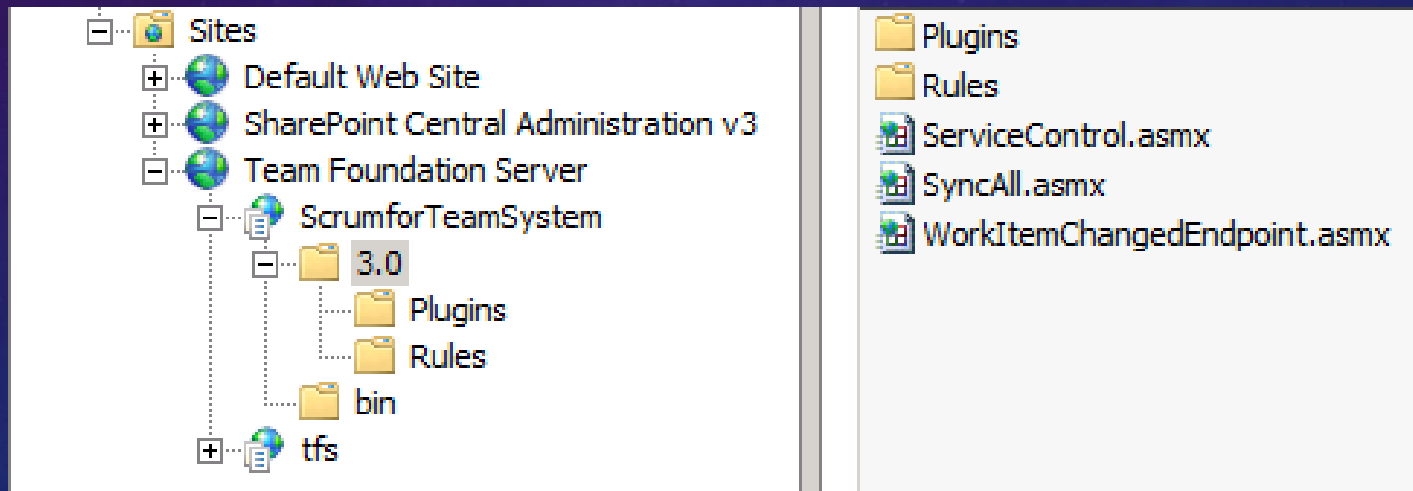 Sites
Default Web Site
SharePoint Central Administration v3
Team Foundation Server
ScrumforTeamSystem
3.0
Plugins
Rules
bin
tfs
Plugins
Rules
ServiceControl.asmx
SyncAll.asmx
WorkItemChangedEndpoint.asmx